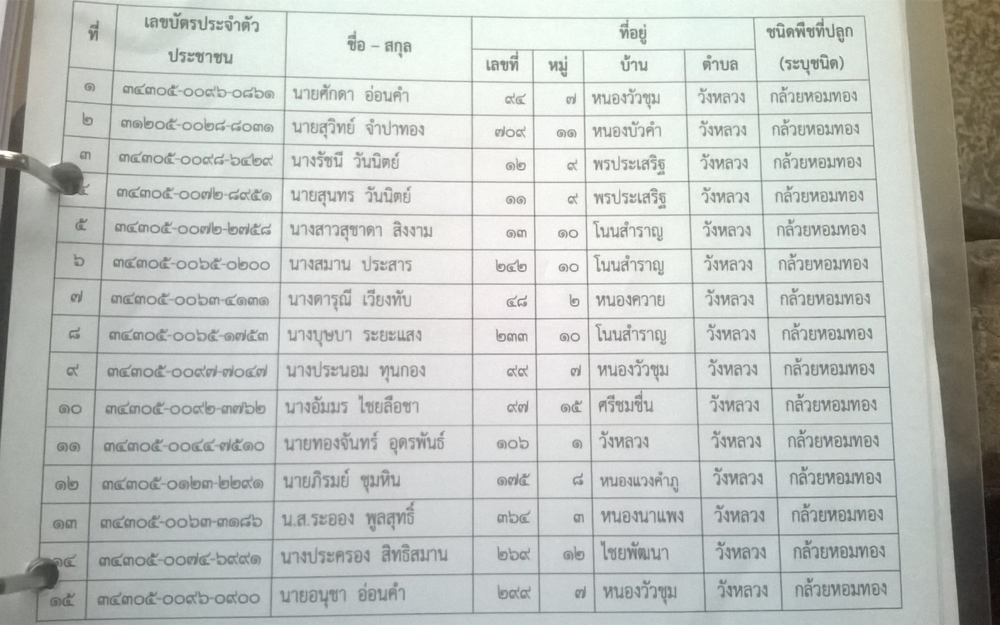 ที่ เลขบัตรประจำตัวประชาชน ชื่อ – สกุล ที่อยู่ ชนิดพืชที่ปลูก (ระบุชนิด)
เลขที่ หมู่ บ้าน ตำบล
๑ ๓๔๓๐๕-๐๐๙๖-๐๘๖๑ นายศักดา อ่อนคำ ๙๔ ๗ หนองวัวชุม วังหลวง กล้วยหอมทอง
๒ ๓๑๒๐๕-๐๐๒๘-๘๐๓๑ นายสุวิทย์ จำปาทอง ๗๐๙ ๑๑ หนองบัวคำ วังหลวง กล้วยหอมทอง
๓ ๓๔๓๐๕-๐๐๙๘-๖๔๒๙ นางรัชนี วันนิตย์ ๑๒ ๙ พรประเสริฐ วังหลวง กล้วยหอมทอง
๔ ๓๔๓๐๕-๐๐๗๒-๘๙๕๑ นายสุนทร วันนิตย์ ๑๑ ๙ พรประเสริฐ วังหลวง กล้วยหอมทอง
๕ ๓๔๓๐๕-๐๐๗๒-๒๗๕๘ นางสาวสุชาดา สิงงาม ๑๓ ๑๐ โนนสำราญ วังหลวง กล้วยหอมทอง
๖ ๓๔๓๐๕-๐๐๖๕-๐๒๐๐ นางสมาน ประสาร ๒๔๒ ๑๐ โนนสำราญ วังหลวง กล้วยหอมทอง
๗ ๓๔๓๐๕-๐๐๖๓-๔๑๓๑ นางดารุณี เวียงทับ ๔๘ ๒ หนองควาย วังหลวง กล้วยหอมทอง
๘ ๓๔๓๐๕-๐๐๖๕-๑๗๕๓ นางบุษบา ระยะแสง ๒๓๓ ๑๐ โนนสำราญ วังหลวง กล้วยหอมทอง
๙ ๓๔๓๐๕-๐๐๙๗-๗๐๔๗ นางประนอม ทุนกอง ๙๙ ๗ หนองวัวชุม วังหลวง กล้วยหอมทอง
๑๐ ๓๔๓๐๕-๐๐๙๒-๓๗๖๒ นางอัมมร ไชยลือชา ๙๗ ๑๕ ศรีชมชื่น วังหลวง กล้วยหอมทอง
๑๑ ๓๔๓๐๕-๐๐๔๔-๗๕๑๐ นายทองจันทร์ อุดรพันธ์ ๑๐๖ ๑ วังหลวง วังหลวง กล้วยหอมทอง
๑๒ ๓๔๓๐๕-๐๑๒๓-๒๒๙๑ นายภิรมย์ ชุมหิน ๑๗๕ ๘ หนองแวงคำภู วังหลวง กล้วยหอมทอง
๑๓ ๓๔๓๐๕-๐๐๖๓-๓๑๘๖ น.ส.ระออง พูลสุทธิ์ ๓๖๔ ๓ หนองนาแพง วังหลวง กล้วยหอมทอง
๑๔ ๓๔๓๐๕-๐๐๗๔-๖๙๙๑ นางประครอง สิทธิสมาน ๒๖๙ ๑๒ ไชยพัฒนา วังหลวง กล้วยหอมทอง
๑๕ ๓๔๓๐๕-๐๐๙๖-๐๙๐๐ นายอนุชา อ่อนคำ ๒๙๙ ๗ หนองวัวชุม วังหลวง กล้วยหอมทอง